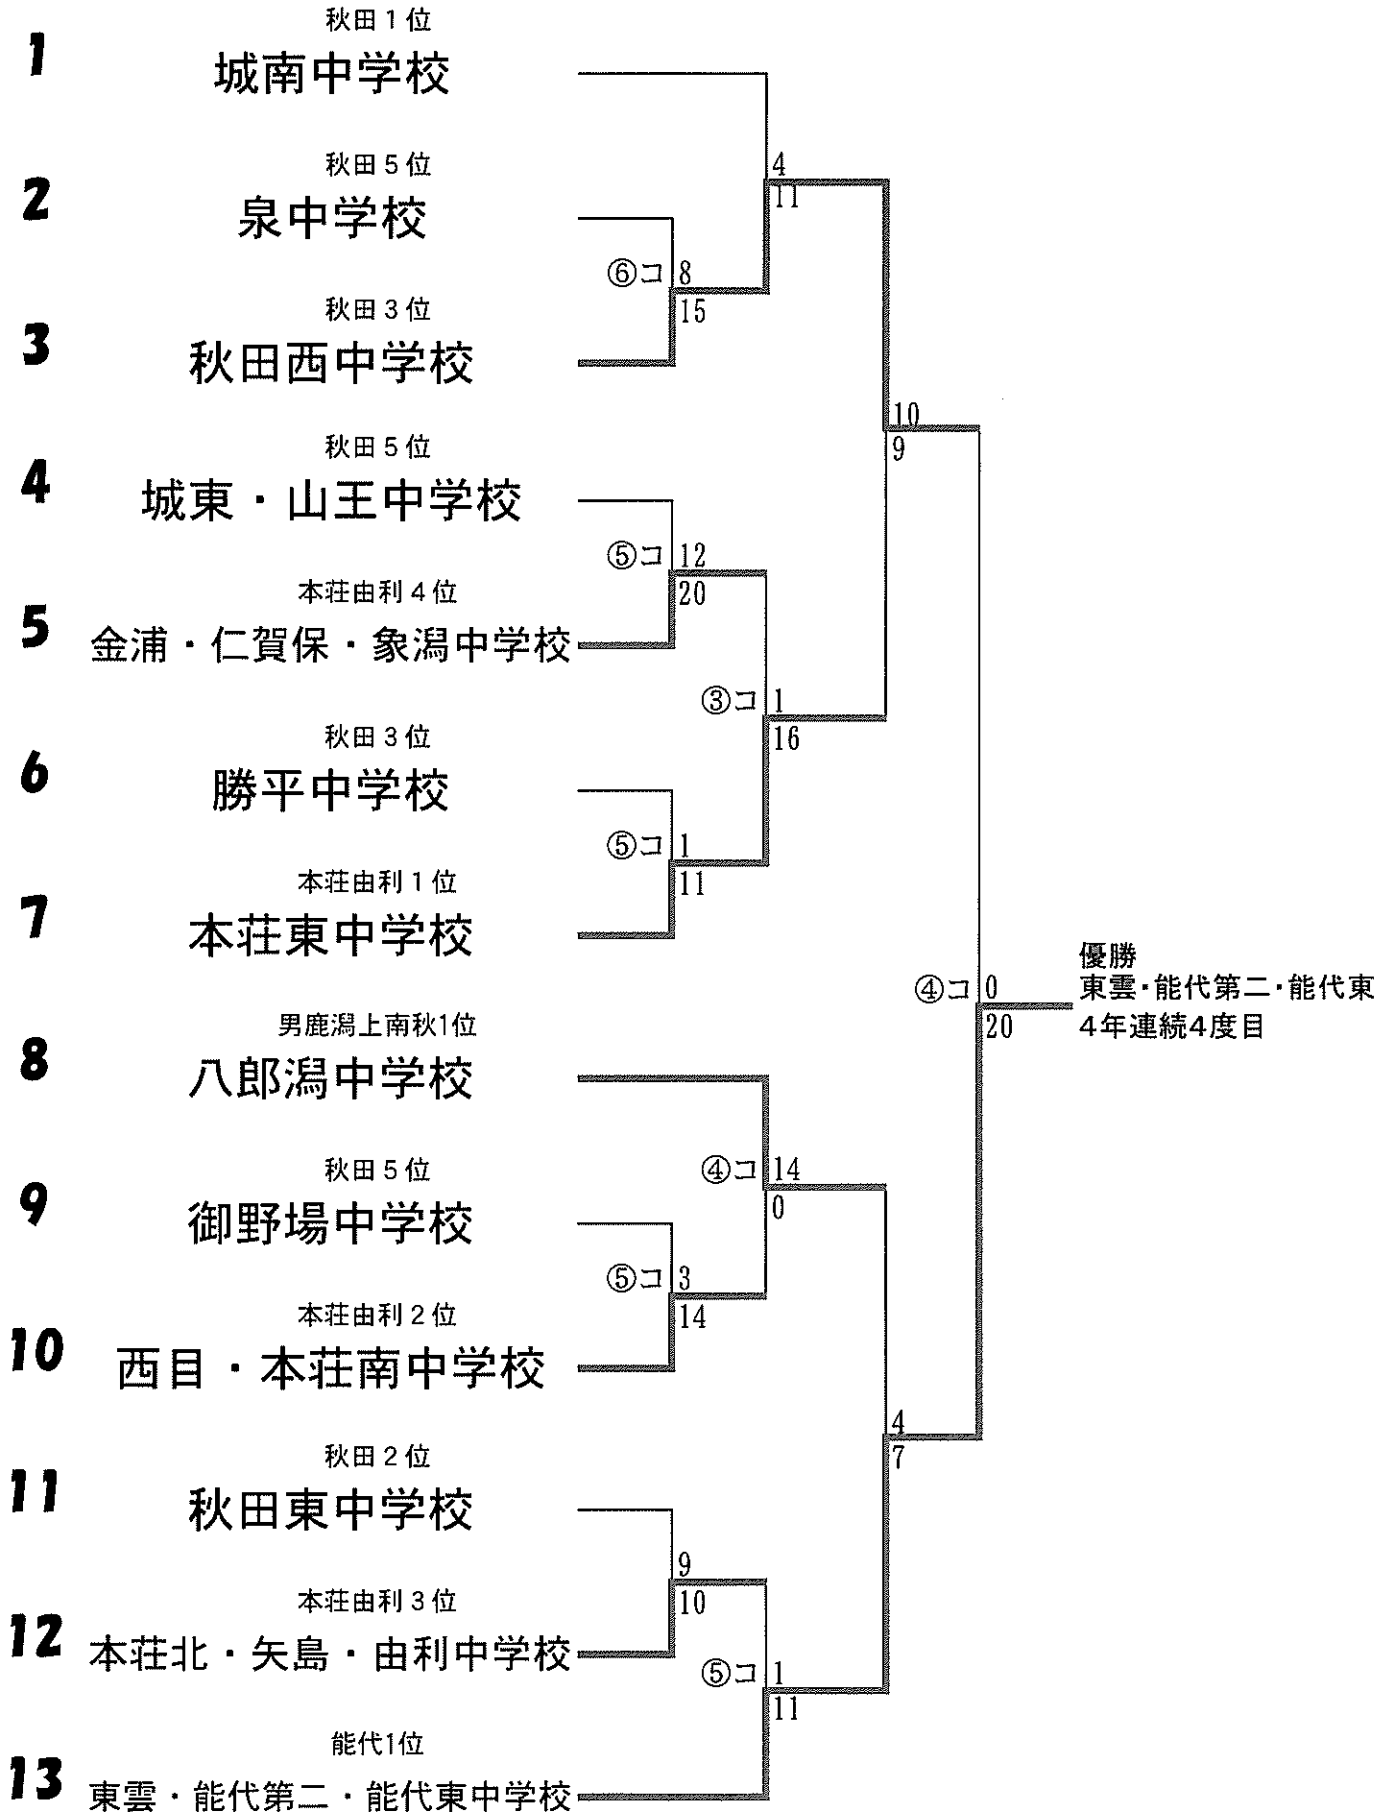 秋田1位
1 城南中学校
4
11
秋田5位
2 泉中学校
⑥コ 8
15
秋田3位
3 秋田西中学校
10
9
秋田5位
4 城東・山王中学校
⑤コ 12
20
本荘由利4位
5 金浦・仁賀保・象潟中学校
③コ 1
16
秋田3位
6 勝平中学校
⑤コ 1
11
本荘由利1位
7 本荘東中学校
④コ 0
20
優勝
東雲・能代第二・能代東
4年連続4度目
男鹿潟上南秋1位
8 八郎潟中学校
④コ 14
0
秋田5位
9 御野場中学校
⑤コ 3
14
本荘由利2位
10 西目・本荘南中学校
4
7
秋田2位
11 秋田東中学校
9
10
本荘由利3位
12 本荘北・矢島・由利中学校
⑤コ 1
11
能代1位
13 東雲・能代第二・能代東中学校